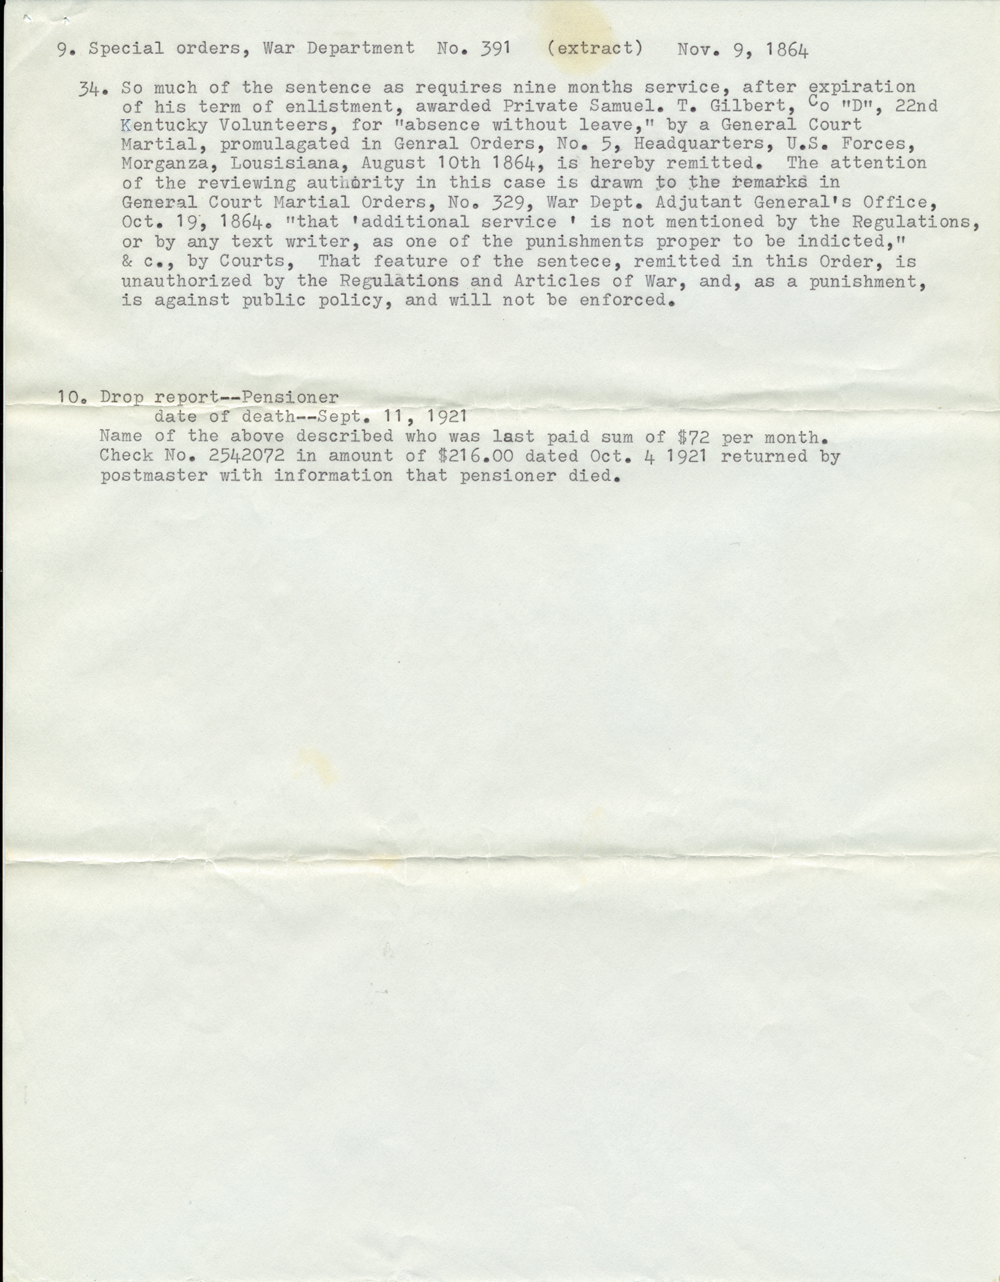 9. Special orders, War Department No. 391 (extract) Nov. 9, 1864
34. So much of the sentence as requires nine months service, after expiration
of his term of enlistment, awarded Private Samuel. T. Gilbert, Co "D", 22nd
Kentucky Volunteers, for "absence without leave," by a General Court
Martial, promulagated in Genral Orders, No. 5, Headquarters, U.S. Forces,
Morganza, Lousisiana, August 10th 1864, is hereby remitted. The attention
of the reviewing authority in this case is drawn to the remarks in
General Court Martial Orders, No. 329, War Dept. Adjutant General's Office,
Oct. 19, 1864. "that 'additional service ' is not mentioned by the Regulations,
or by any text writer, as one of the punishments proper to be indicted,"
& c., by Courts, That feature of the sentece, remitted in this Order, is
unauthorized by the Regulations and Articles of War, and, as a punishment,
is against public policy, and will not be enforced.
10. Drop report--Pensioner
date of death--Sept. 11, 1921
Name of the above described who was last paid sum of $72 per month.
Check No. 2542072 in amount of $216.00 dated Oct. 4 1921 returned by
postmaster with information that pensioner died.